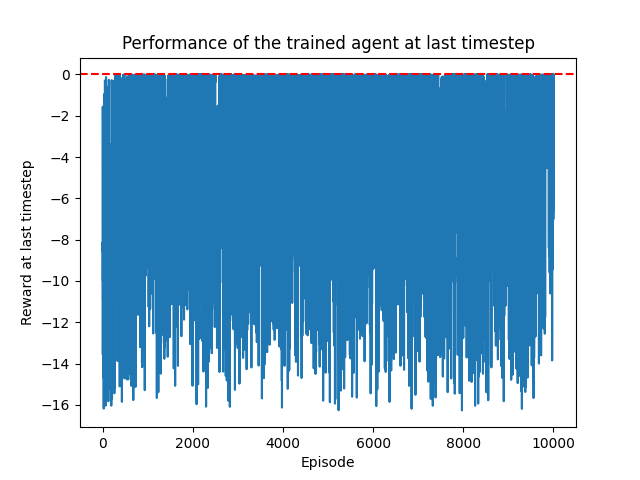 Performance of the trained agent at last timestep
Reward at last timestep
0
−2
−4
−6
−8
−10
−12
−14
−16
0 2000 4000 6000 8000 10000
Episode